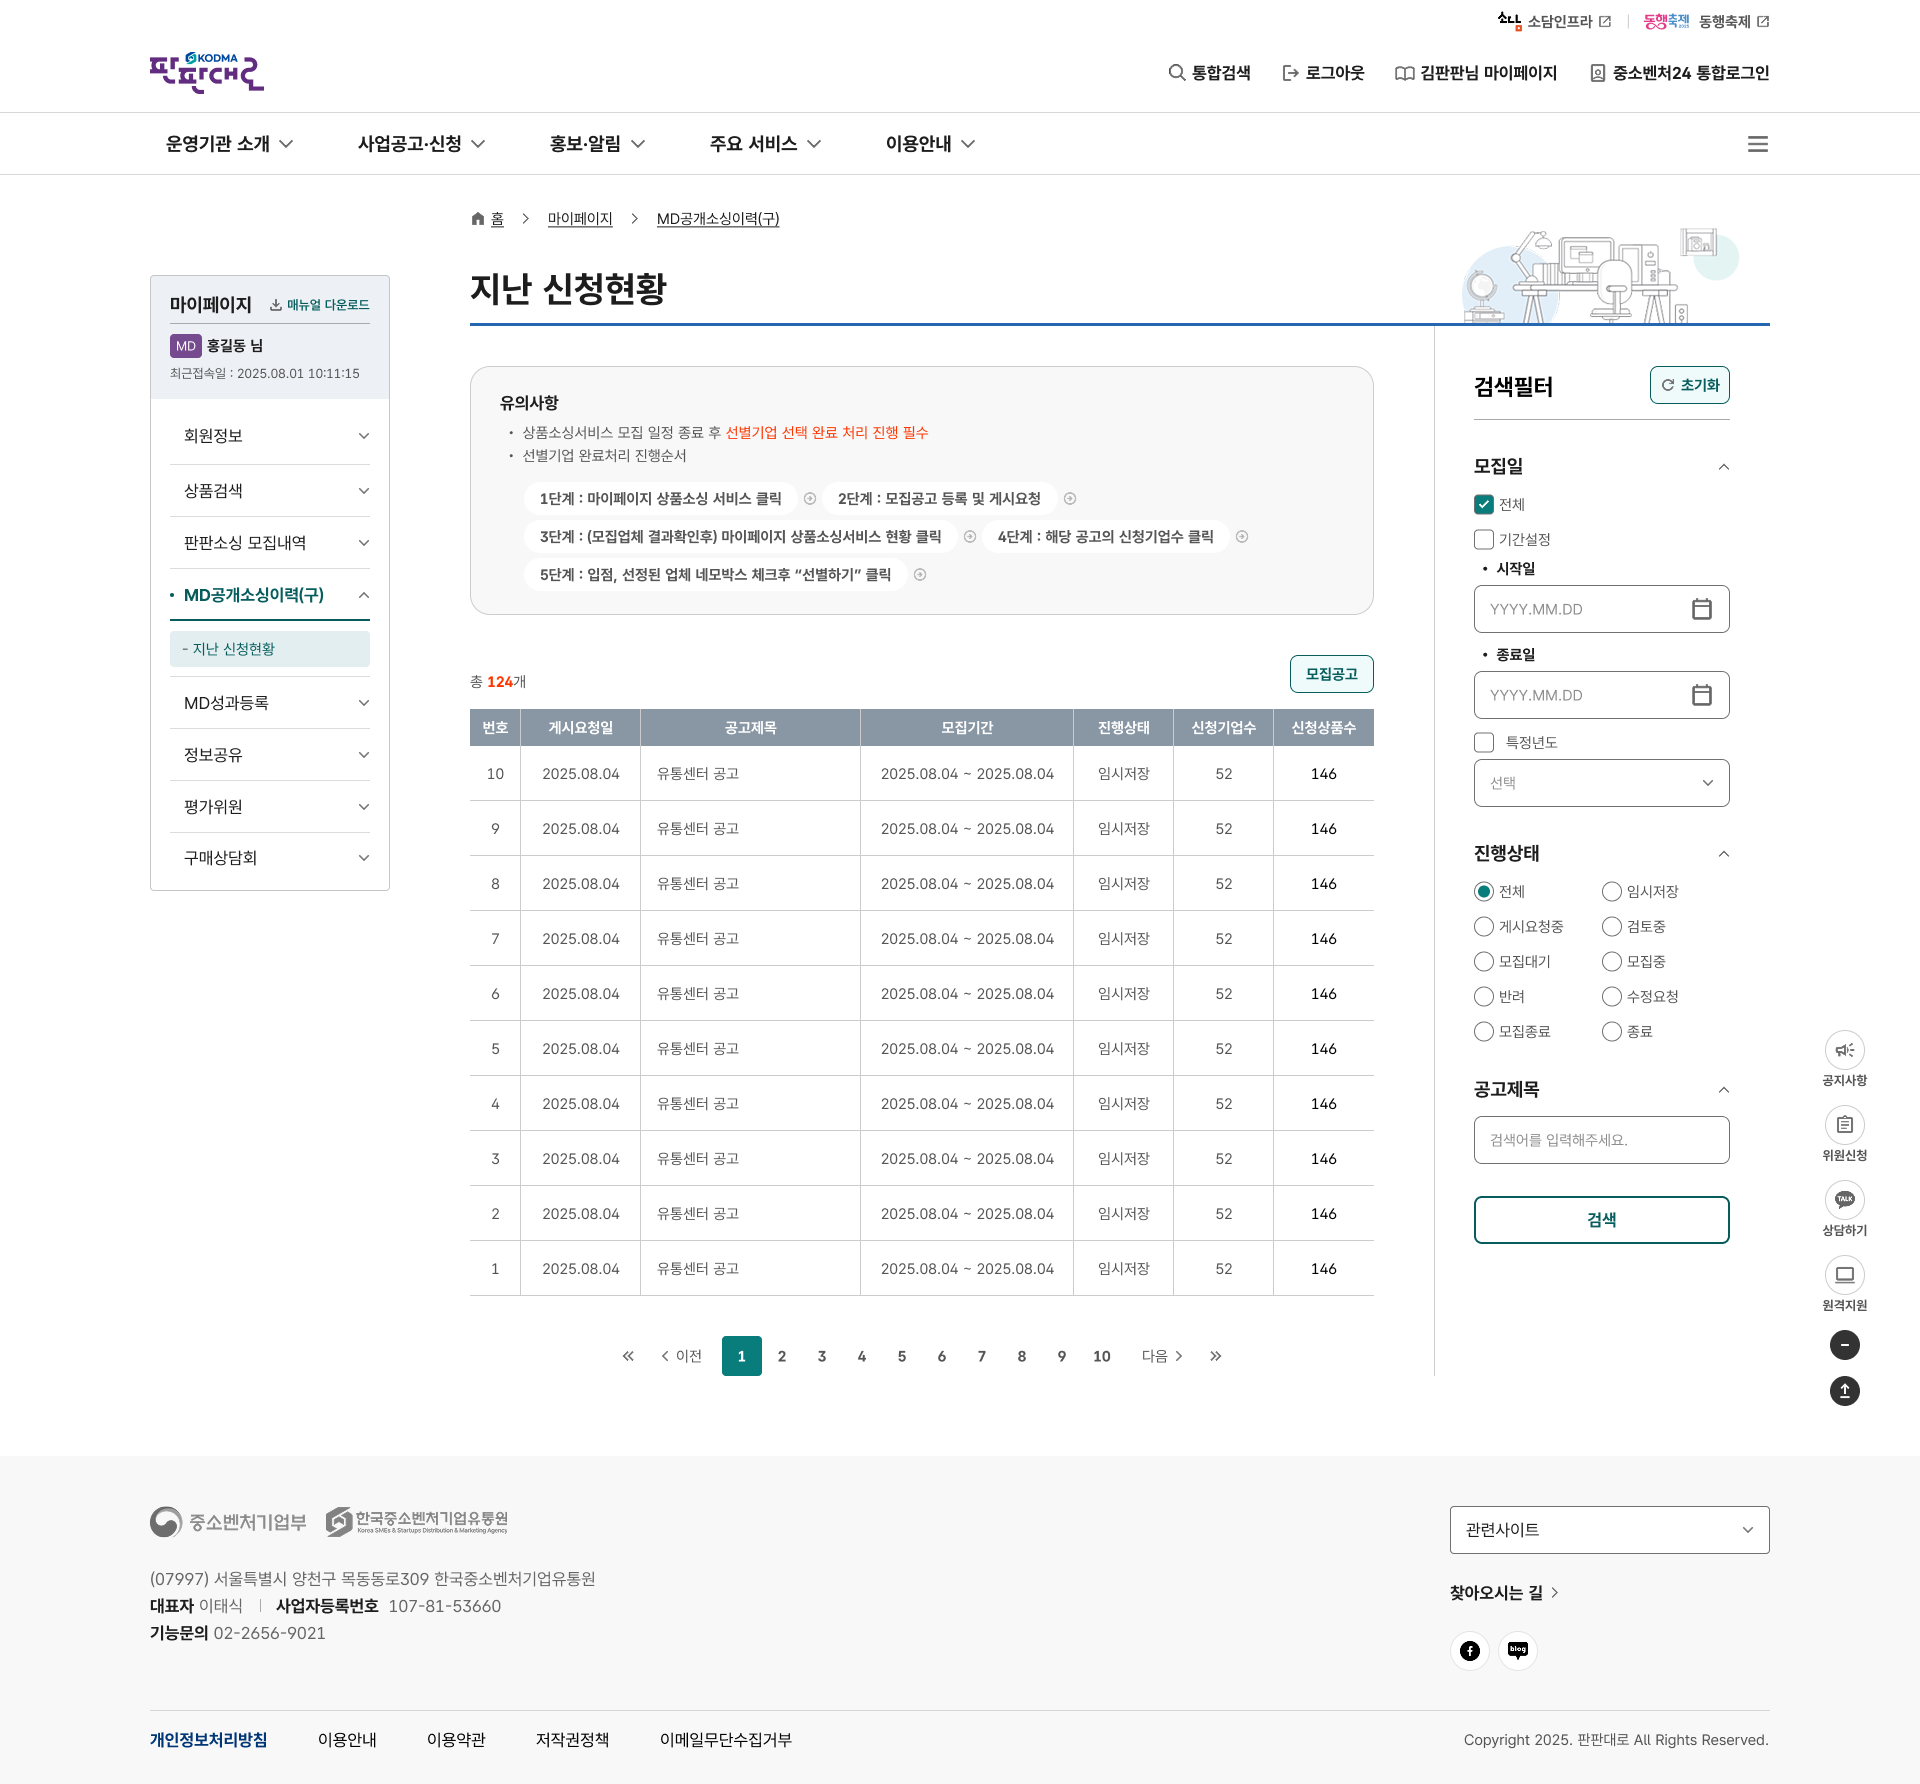 소담인프라
동행축제 동행축제
KODMA
판판대로
통합검색
로그아웃
김판판님 마이페이지
중소벤처24 통합로그인
운영기관 소개
사업공고·신청
홍보·알림
주요 서비스
이용안내
홈
마이페이지
MD공개소싱이력(구)
지난 신청현황
마이페이지
매뉴얼 다운로드
MD 홍길동 님
최근접속일 : 2025.08.01 10:11:15
회원정보
상품검색
판판소싱 모집내역
MD공개소싱이력(구)
- 지난 신청현황
MD성과등록
정보공유
평가위원
구매상담회
유의사항
• 상품소싱서비스 모집 일정 종료 후 선별기업 선택 완료 처리 진행 필수
• 선별기업 완료처리 진행순서
1단계 : 마이페이지 상품소싱 서비스 클릭
2단계 : 모집공고 등록 및 게시요청
3단계 : (모집업체 결과확인후) 마이페이지 상품소싱서비스 현황 클릭
4단계 : 해당 공고의 신청기업수 클릭
5단계 : 입점, 선정된 업체 네모박스 체크후 “선별하기” 클릭
총 124개
모집공고
번호 게시요청일 공고제목 모집기간 진행상태 신청기업수 신청상품수
10 2025.08.04 유통센터 공고 2025.08.04 ~ 2025.08.04 임시저장 52 146
9 2025.08.04 유통센터 공고 2025.08.04 ~ 2025.08.04 임시저장 52 146
8 2025.08.04 유통센터 공고 2025.08.04 ~ 2025.08.04 임시저장 52 146
7 2025.08.04 유통센터 공고 2025.08.04 ~ 2025.08.04 임시저장 52 146
6 2025.08.04 유통센터 공고 2025.08.04 ~ 2025.08.04 임시저장 52 146
5 2025.08.04 유통센터 공고 2025.08.04 ~ 2025.08.04 임시저장 52 146
4 2025.08.04 유통센터 공고 2025.08.04 ~ 2025.08.04 임시저장 52 146
3 2025.08.04 유통센터 공고 2025.08.04 ~ 2025.08.04 임시저장 52 146
2 2025.08.04 유통센터 공고 2025.08.04 ~ 2025.08.04 임시저장 52 146
1 2025.08.04 유통센터 공고 2025.08.04 ~ 2025.08.04 임시저장 52 146
이전 1 2 3 4 5 6 7 8 9 10 다음
검색필터
초기화
모집일
전체
기간설정
• 시작일
YYYY.MM.DD
• 종료일
YYYY.MM.DD
특정년도
선택
진행상태
전체 임시저장
게시요청중 검토중
모집대기 모집중
반려 수정요청
모집종료 종료
공고제목
검색어를 입력해주세요.
검색
공지사항
위원신청
TALK
상담하기
원격지원
중소벤처기업부
한국중소벤처기업유통원
Korea SMEs & Startups Distribution & Marketing Agency
(07997) 서울특별시 양천구 목동동로309 한국중소벤처기업유통원
대표자 이태식 사업자등록번호 107-81-53660
기능문의 02-2656-9021
관련사이트
찾아오시는 길
blog
개인정보처리방침
이용안내
이용약관
저작권정책
이메일무단수집거부
Copyright 2025. 판판대로 All Rights Reserved.